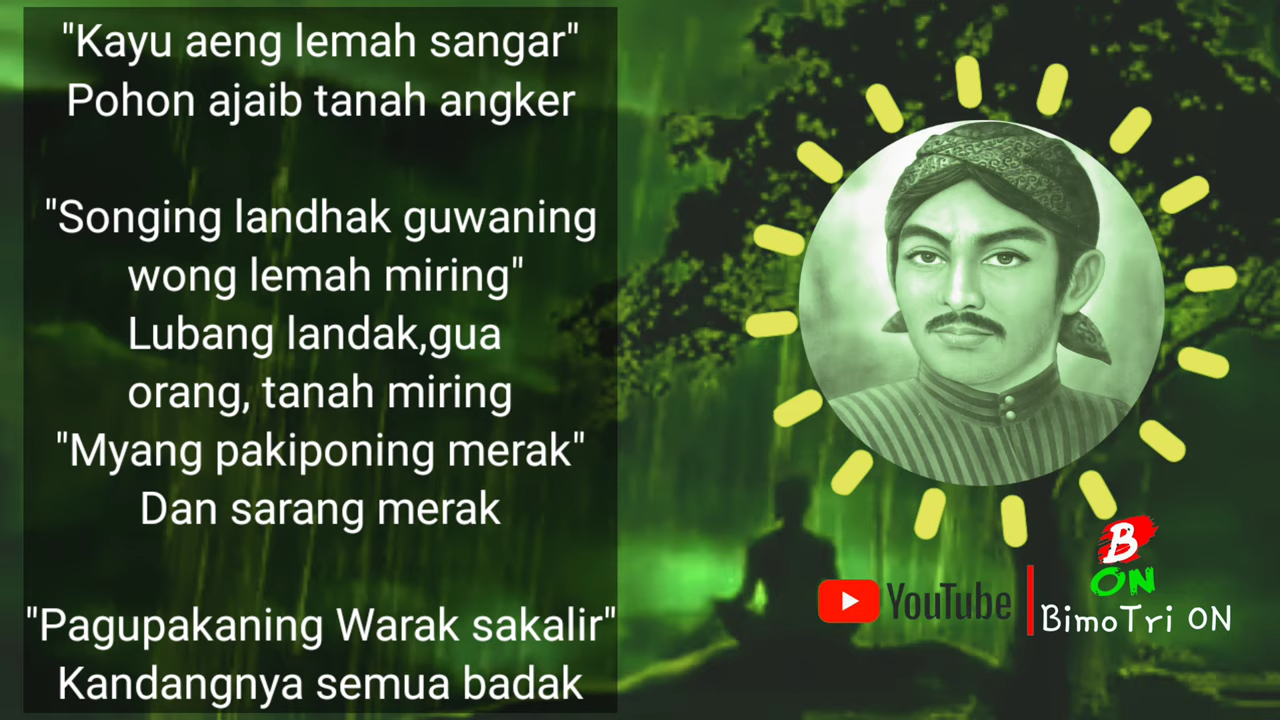 "Kayu aeng lemah sangar"
Pohon ajaib tanah angker
"Songing landhak guwaning
wong lemah miring"
Lubang landak,gua
orang, tanah miring
"Myang pakiponing merak"
Dan sarang merak
"Pagupakaning Warak sakalir"
Kandangnya semua badak
YouTube
B
ON
BimoTri ON